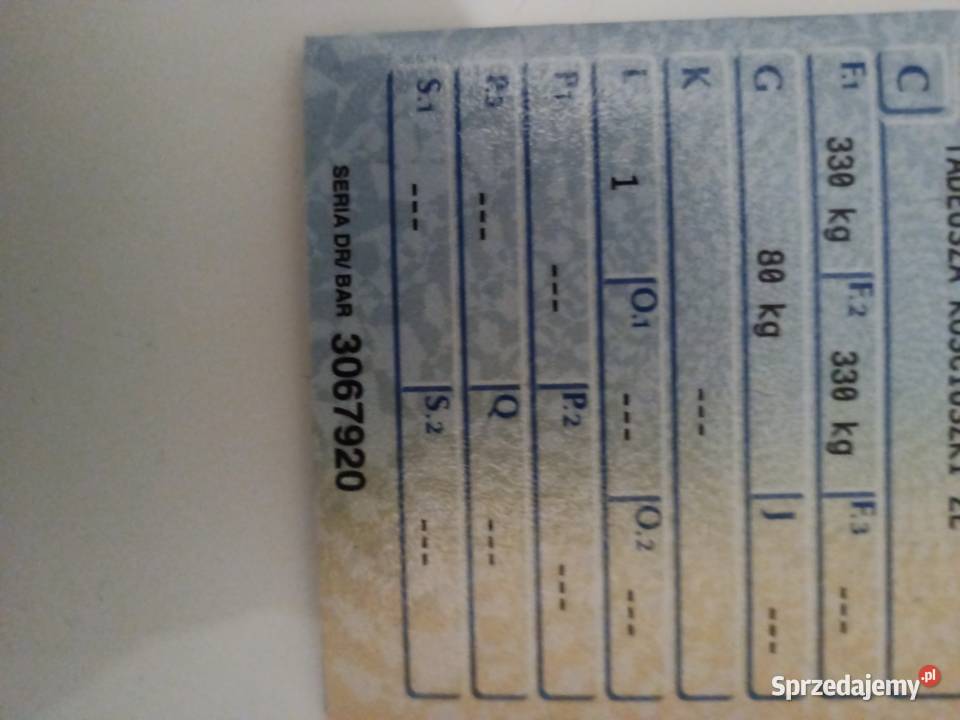 TADEUSZA KOŚCIUSZKI
C
F.1 330 kg F.2 330 kg F.3 ---
G 80 kg J ---
K ---
L 1 O.1 --- O.2 ---
P.1 --- P.2 ---
P.3 --- Q ---
S.1 --- S.2 ---
SERIA DR/BAR 3067920
Sprzedajemy.pl